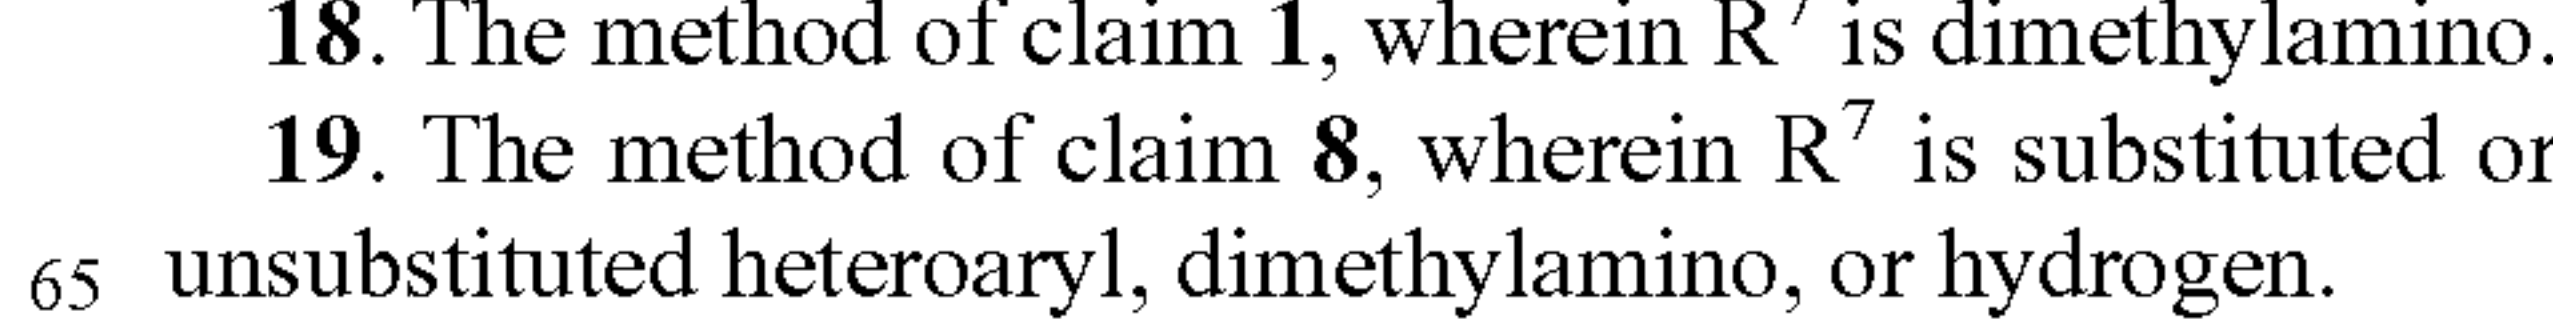 18. The method of claim 1, wherein R⁷ is dimethylamino.
19. The method of claim 8, wherein R⁷ is substituted or
65 unsubstituted heteroaryl, dimethylamino, or hydrogen.